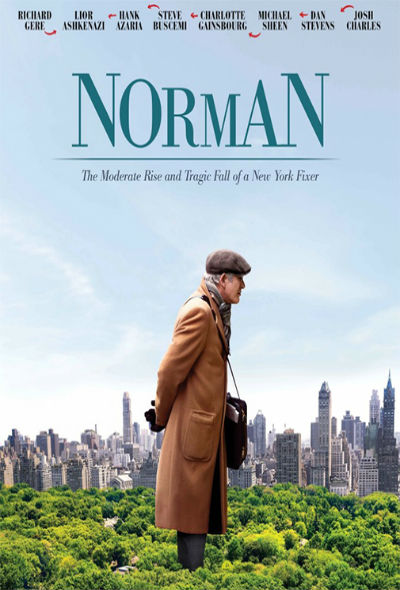 RICHARD LIOR HANK STEVE CHARLOTTE MICHAEL DAN JOSH
GERE ASHKENAZI AZARIA BUSCEMI GAINSBOURG SHEEN STEVENS CHARLES
NORMAN
The Moderate Rise and Tragic Fall of a New York Fixer